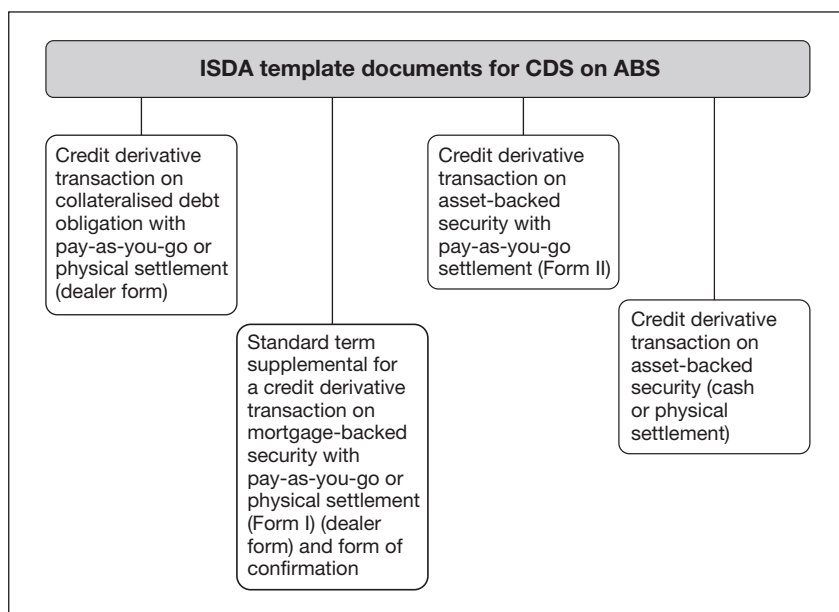 ISDA template documents for CDS on ABS
Credit derivative
transaction on
collateralised debt
obligation with
pay-as-you-go or
physical settlement
(dealer form)
Standard term
supplemental for
a credit derivative
transaction on
mortgage-backed
security with
pay-as-you-go or
physical settlement
(Form I) (dealer
form) and form of
confirmation
Credit derivative
transaction on
asset-backed
security with
pay-as-you-go
settlement (Form II)
Credit derivative
transaction on
asset-backed
security (cash
or physical
settlement)